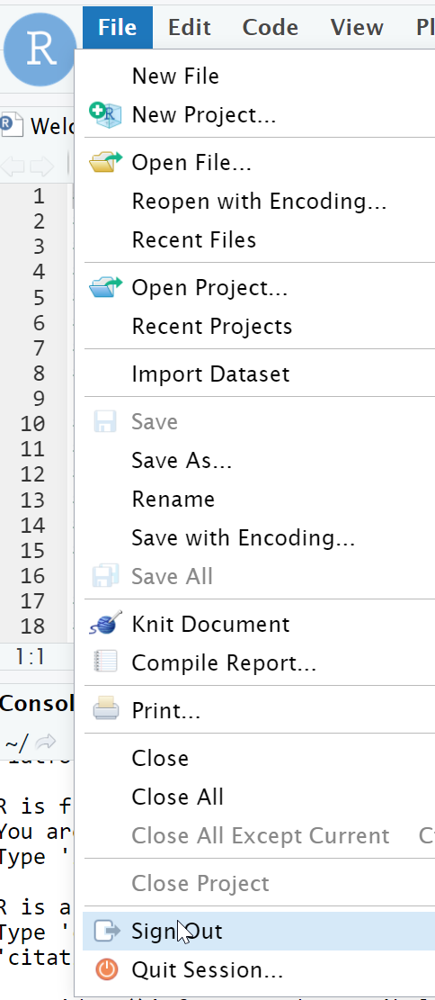 R File Edit Code View Pl
New File
New Project...
R Welc
Open File...
1
Reopen with Encoding...
2
Recent Files
3
4
Open Project...
5
6
Recent Projects
7
8
Import Dataset
9
10
Save
11
Save As...
12
Rename
13
14
Save with Encoding...
15
16
Save All
17
Knit Document
18
1:1
Compile Report...
Consol
Print...
~/
Close
R is f
Close All
You are
Close All Except Current
Type '
Close Project
R is a
Sign Out
Type '
'citat
Quit Session...